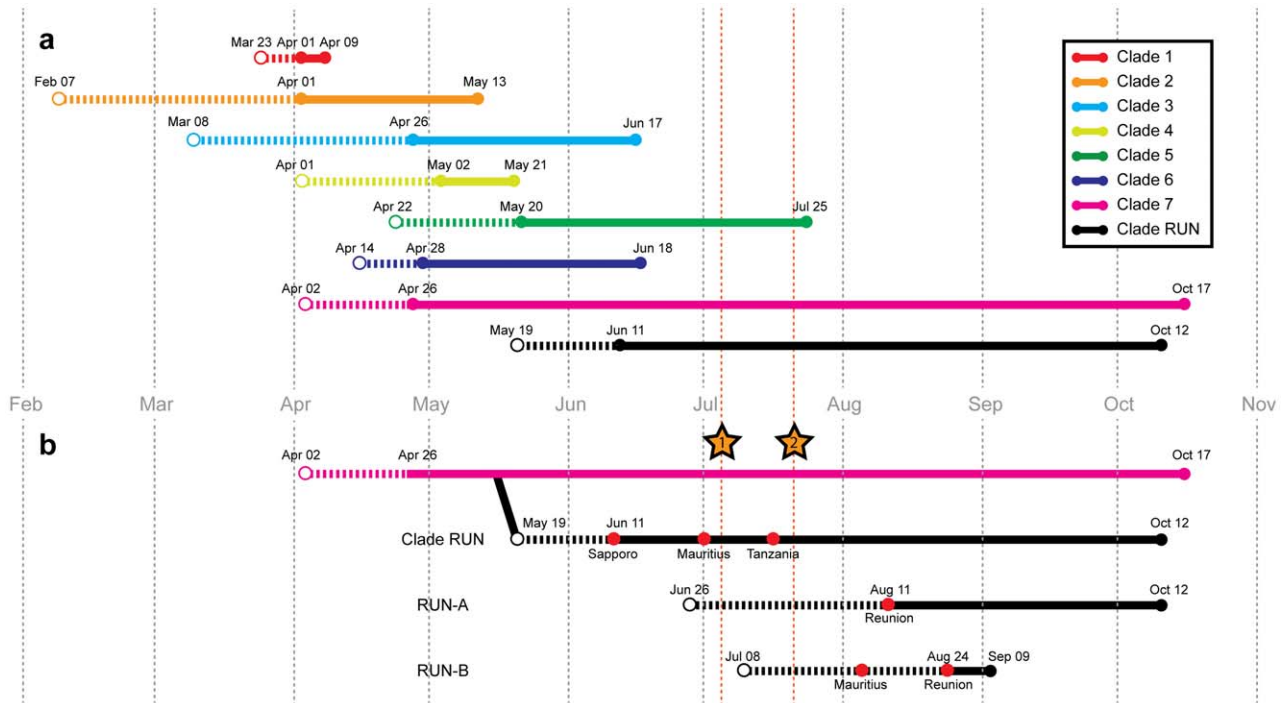 a
Mar 23 Apr 01 Apr 09
Feb 07 Apr 01 May 13
Mar 08 Apr 26 Jun 17
Apr 01 May 02 May 21
Apr 22 May 20 Jul 25
Apr 14 Apr 28 Jun 18
Apr 02 Apr 26 Oct 17
May 19 Jun 11 Oct 12
Clade 1
Clade 2
Clade 3
Clade 4
Clade 5
Clade 6
Clade 7
Clade RUN
Feb Mar Apr May Jun Jul Aug Sep Oct Nov
b
1 2
Apr 02 Apr 26 Oct 17
May 19 Jun 11 Oct 12
Clade RUN
Sapporo Mauritius Tanzania
Jun 26 Aug 11 Oct 12
RUN-A
Reunion
Jul 08 Aug 24 Sep 09
RUN-B
Mauritius Reunion